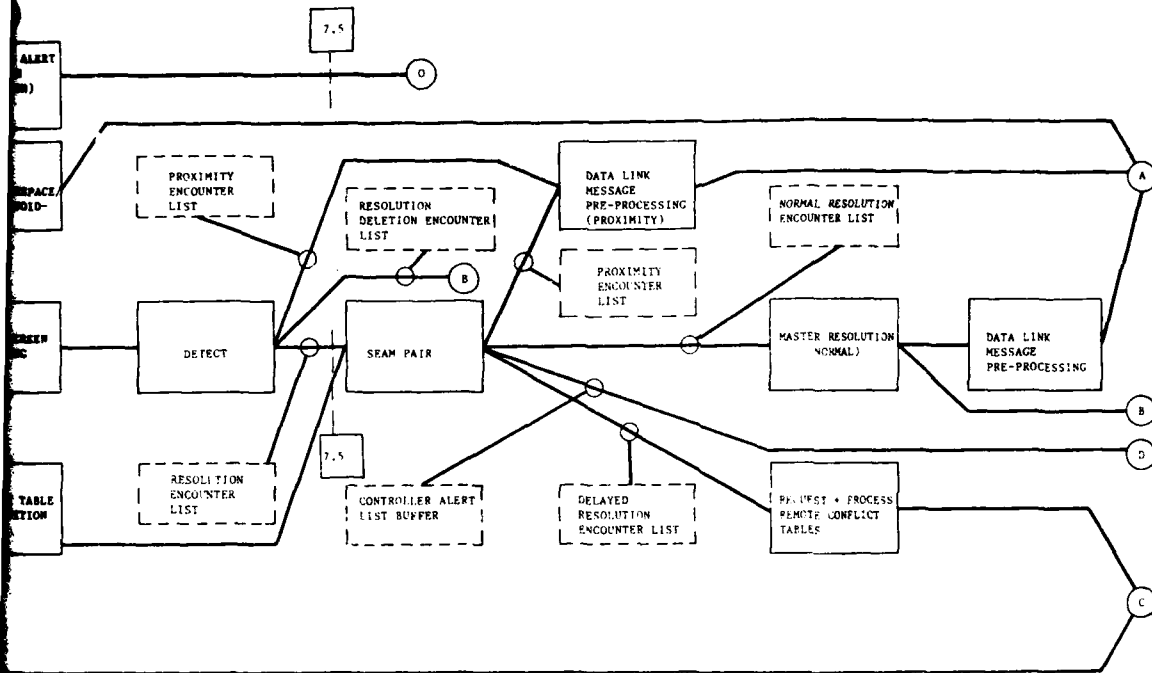 7.5
ALERT
O
PROXIMITY
ENCOUNTER
LIST
RESOLUTION
DELETION ENCOUNTER
LIST
DATA LINK
MESSAGE
PRE-PROCESSING
(PROXIMITY)
NORMAL RESOLUTION
ENCOUNTER LIST
A
B
PROXIMITY
ENCOUNTER
LIST
DETECT
SEAM PAIR
MASTER RESOLUTION
NORMAL)
DATA LINK
MESSAGE
PRE-PROCESSING
B
D
7.5
RESOLUTION
ENCOUNTER
LIST
CONTROLLER ALERT
LIST BUFFER
DELAYED
RESOLUTION
ENCOUNTER LIST
REQUEST + PROCESS
REMOTE CONFLICT
TABLES
TABLE
C